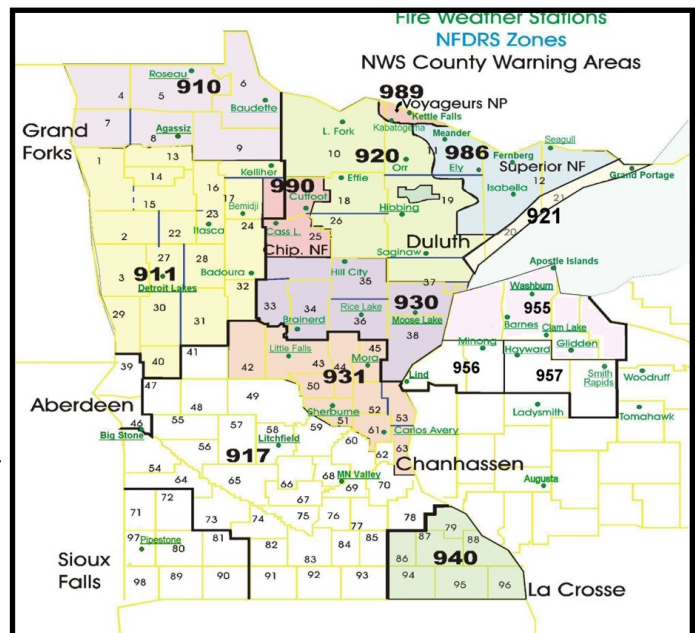 Fire Weather Stations
NFDRS Zones
NWS County Warning Areas
989
Voyageurs NP
Kettle Falls
Kabatogema
Roseau
910
6
4
5
Baudette
Grand
Forks
7
8
Agassiz
9
L. Fork
10
920
Orr
11
Meander
986
Ely
Fernberg
Seagull
Superior NF
Isabella
12
21
20
Grand Portage
921
1
13
14
Kelliher
990
Cutfoot
Effie
18
19
Hibbing
15
16
17
Bemidji
23
Itasca
24
Cass L.
25
26
Chip. NF
Duluth
Saginaw
2
22
27
28
3
911
Detroit Lakes
Badoura
32
Hill City
35
37
29
30
31
33
34
Rice Lake
36
930
Moose Lake
38
Brainerd
Apostle Islands
Washburn
955
Barnes
Clam Lake
Glidden
Minong
956
Hayward
957
Smith
Rapids
Woodruff
Tomahawk
Ladysmith
39
40
41
42
Little Falls
43
44
45
Mora
931
Lind
47
48
49
50
Sherburne
51
52
53
Aberdeen
46
Big Stone
55
56
58
59
Litchfield
917
60
61
Carlos Avery
62
63
Chanhassen
54
64
65
66
67
68
MN Valley
69
70
Augusta
71
72
73
74
75
76
77
78
79
Sioux
Falls
97
Pipestone
80
81
82
83
84
85
86
87
88
940
98
89
90
91
92
93
94
95
96
La Crosse